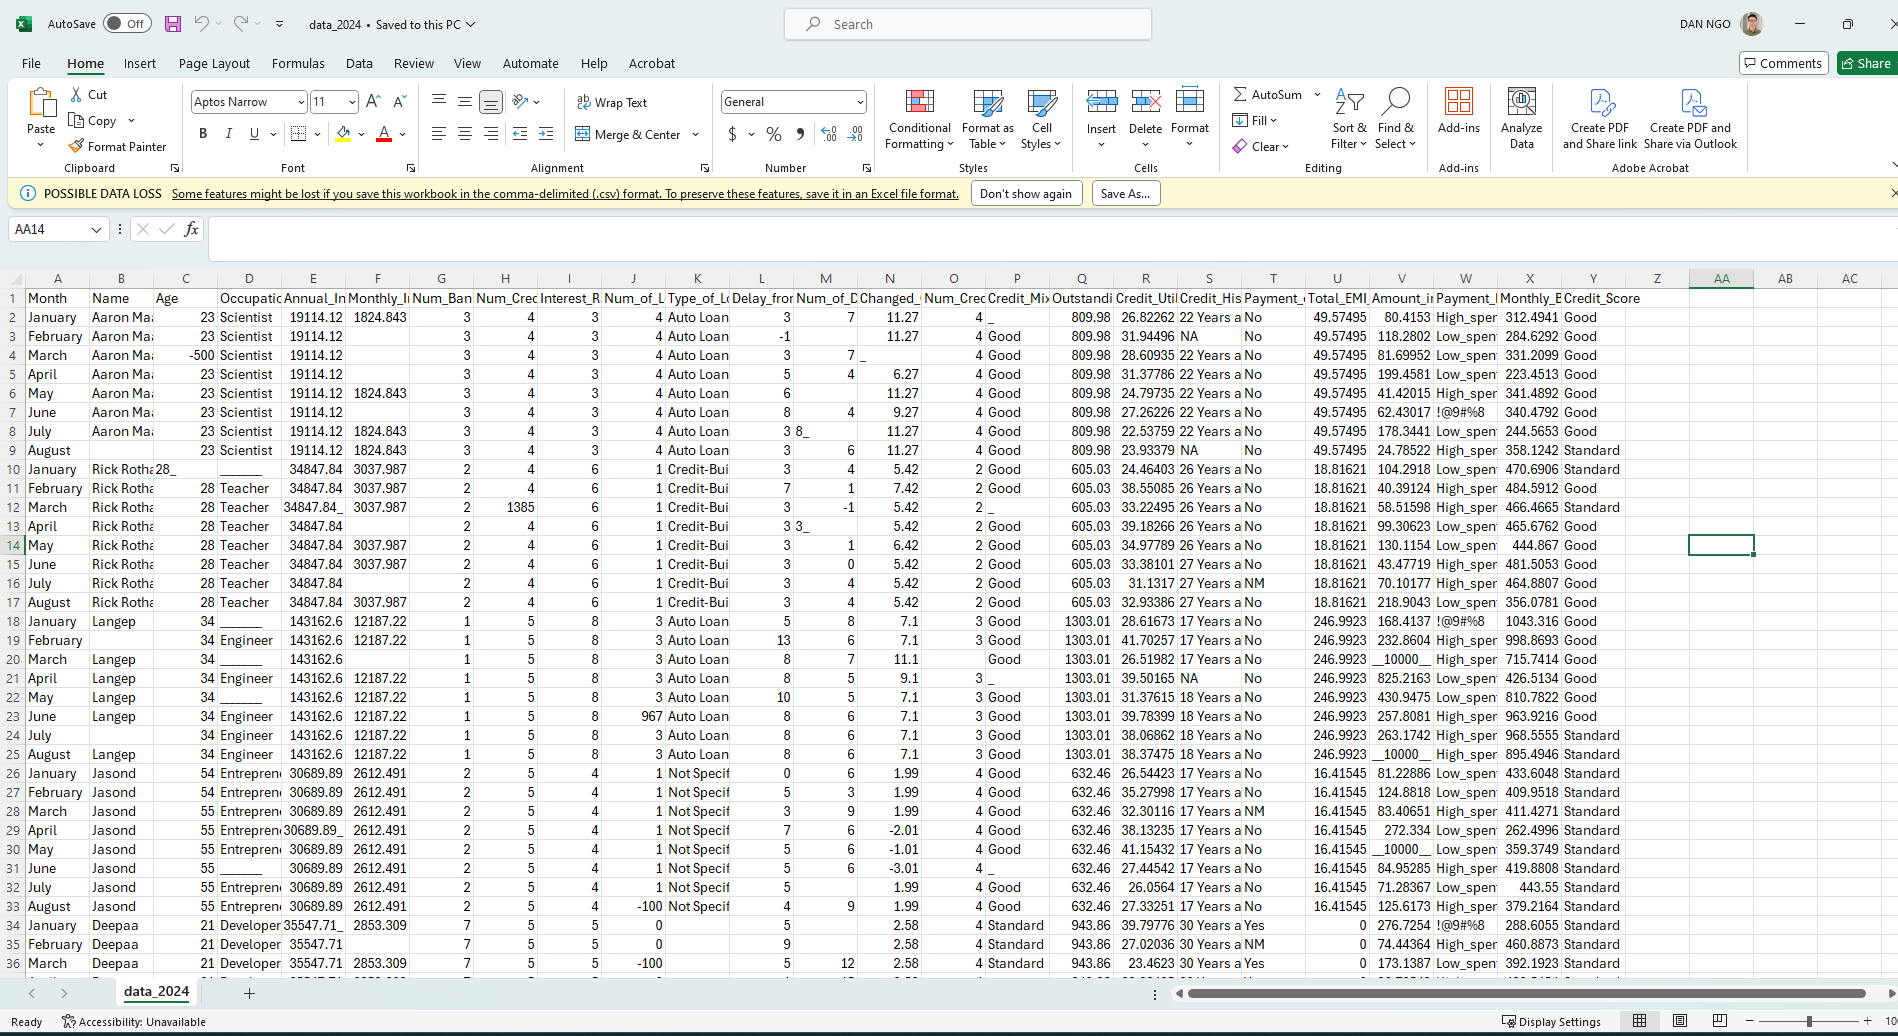 AutoSave Off data_2024 • Saved to this PC Search DAN NGO
File Home Insert Page Layout Formulas Data Review View Automate Help Acrobat Comments Share
Cut Aptos Narrow 11 Wrap Text General AutoSum
Paste Copy B I U Merge & Center $ % Conditional Formatting Format as Table Cell Styles Insert Delete Format Fill Sort & Filter Find & Select Add-ins Analyze Data Create PDF and Share link Create PDF and Share via Outlook
Format Painter Clear
Clipboard Font Alignment Number Styles Cells Editing Add-ins Adobe Acrobat
POSSIBLE DATA LOSS Some features might be lost if you save this workbook in the comma-delimited (.csv) format. To preserve these features, save it in an Excel file format. Don't show again Save As...
AA14 fx
A B C D E F G H I J K L M N O P Q R S T U V W X Y Z AA AB AC
1 Month Name Age Occupatic Annual_In Monthly_I Num_Ban Num_Cred Interest_R Num_of_L Type_of_Lo Delay_fror Num_of_D Changed_ Num_Cred Credit_Mix Outstandi Credit_Uti Credit_His Payment_ Total_EMI_ Amount_i Payment_ Monthly_B Credit_Score
2 January Aaron Maa 23 Scientist 19114.12 1824.843 3 4 3 4 Auto Loan 3 7 11.27 4 _ 809.98 26.82262 22 Years a No 49.57495 80.4153 High_sper 312.4941 Good
3 February Aaron Maa 23 Scientist 19114.12 3 4 3 4 Auto Loan -1 11.27 4 Good 809.98 31.94496 NA No 49.57495 118.2802 Low_spen 284.6292 Good
4 March Aaron Maa -500 Scientist 19114.12 3 4 3 4 Auto Loan 3 7 _ 4 Good 809.98 28.60935 22 Years a No 49.57495 81.69952 Low_spen 331.2099 Good
5 April Aaron Maa 23 Scientist 19114.12 3 4 3 4 Auto Loan 5 4 6.27 4 Good 809.98 31.37786 22 Years a No 49.57495 199.4581 Low_spen 223.4513 Good
6 May Aaron Maa 23 Scientist 19114.12 1824.843 3 4 3 4 Auto Loan 6 11.27 4 Good 809.98 24.79735 22 Years a No 49.57495 41.42015 High_sper 341.4892 Good
7 June Aaron Maa 23 Scientist 19114.12 3 4 3 4 Auto Loan 8 4 9.27 4 Good 809.98 27.26226 22 Years a No 49.57495 62.43017 !@9#%8 340.4792 Good
8 July Aaron Maa 23 Scientist 19114.12 1824.843 3 4 3 4 Auto Loan 3 8_ 11.27 4 Good 809.98 22.53759 22 Years a No 49.57495 178.3441 Low_spen 244.5653 Good
9 August 23 Scientist 19114.12 1824.843 3 4 3 4 Auto Loan 3 6 11.27 4 Good 809.98 23.93379 NA No 49.57495 24.78522 High_sper 358.1242 Standard
10 January Rick Rotha 28_ _______ 34847.84 3037.987 2 4 6 1 Credit-Bui 3 4 5.42 2 Good 605.03 24.46403 26 Years a No 18.81621 104.2918 Low_spen 470.6906 Standard
11 February Rick Rotha 28 Teacher 34847.84 3037.987 2 4 6 1 Credit-Bui 7 1 7.42 2 Good 605.03 38.55085 26 Years a No 18.81621 40.39124 High_sper 484.5912 Good
12 March Rick Rotha 28 Teacher 34847.84_ 3037.987 2 1385 6 1 Credit-Bui 3 -1 5.42 2 _ 605.03 33.22495 26 Years a No 18.81621 58.51598 High_sper 466.4665 Standard
13 April Rick Rotha 28 Teacher 34847.84 2 4 6 1 Credit-Bui 3 3_ 5.42 2 Good 605.03 39.18266 26 Years a No 18.81621 99.30623 Low_spen 465.6762 Good
14 May Rick Rotha 28 Teacher 34847.84 3037.987 2 4 6 1 Credit-Bui 3 1 6.42 2 Good 605.03 34.97789 26 Years a No 18.81621 130.1154 Low_spen 444.867 Good
15 June Rick Rotha 28 Teacher 34847.84 3037.987 2 4 6 1 Credit-Bui 3 0 5.42 2 Good 605.03 33.38101 27 Years a No 18.81621 43.47719 High_sper 481.5053 Good
16 July Rick Rotha 28 Teacher 34847.84 2 4 6 1 Credit-Bui 3 4 5.42 2 Good 605.03 31.1317 27 Years a NM 18.81621 70.10177 High_sper 464.8807 Good
17 August Rick Rotha 28 Teacher 34847.84 3037.987 2 4 6 1 Credit-Bui 3 4 5.42 2 Good 605.03 32.93386 27 Years a No 18.81621 218.9043 Low_spen 356.0781 Good
18 January Langep 34 _______ 143162.6 12187.22 1 5 8 3 Auto Loan 5 8 7.1 3 Good 1303.01 28.61673 17 Years a No 246.9923 168.4137 !@9#%8 1043.316 Good
19 February 34 Engineer 143162.6 12187.22 1 5 8 3 Auto Loan 13 6 7.1 3 Good 1303.01 41.70257 17 Years a No 246.9923 232.8604 High_sper 998.8693 Good
20 March Langep 34 _______ 143162.6 1 5 8 3 Auto Loan 8 7 11.1 Good 1303.01 26.51982 17 Years a No 246.9923 __10000__ High_sper 715.7414 Good
21 April Langep 34 Engineer 143162.6 12187.22 1 5 8 3 Auto Loan 8 5 9.1 3 _ 1303.01 39.50165 NA No 246.9923 825.2163 Low_spen 426.5134 Good
22 May Langep 34 _______ 143162.6 12187.22 1 5 8 3 Auto Loan 10 5 7.1 3 Good 1303.01 31.37615 18 Years a No 246.9923 430.9475 Low_spen 810.7822 Good
23 June Langep 34 Engineer 143162.6 12187.22 1 5 8 967 Auto Loan 8 6 7.1 3 Good 1303.01 39.78399 18 Years a No 246.9923 257.8081 High_sper 963.9216 Good
24 July 34 Engineer 143162.6 12187.22 1 5 8 3 Auto Loan 8 6 7.1 3 Good 1303.01 38.06862 18 Years a No 246.9923 263.1742 High_sper 968.5555 Standard
25 August Langep 34 Engineer 143162.6 12187.22 1 5 8 3 Auto Loan 8 6 7.1 3 Good 1303.01 38.37475 18 Years a No 246.9923 __10000__ High_sper 895.4946 Standard
26 January Jasond 54 Entrepren 30689.89 2612.491 2 5 4 1 Not Specif 0 6 1.99 4 Good 632.46 26.54423 17 Years a No 16.41545 81.22886 Low_spen 433.6048 Standard
27 February Jasond 54 Entrepren 30689.89 2612.491 2 5 4 1 Not Specif 5 3 1.99 4 Good 632.46 35.27998 17 Years a No 16.41545 124.8818 Low_spen 409.9518 Standard
28 March Jasond 55 Entrepren 30689.89 2612.491 2 5 4 1 Not Specif 3 9 1.99 4 Good 632.46 32.30116 17 Years a NM 16.41545 83.40651 High_sper 411.4271 Standard
29 April Jasond 55 Entrepren 30689.89_ 2612.491 2 5 4 1 Not Specif 7 6 -2.01 4 Good 632.46 38.13235 17 Years a No 16.41545 272.334 Low_spen 262.4996 Standard
30 May Jasond 55 Entrepren 30689.89 2612.491 2 5 4 1 Not Specif 5 6 -1.01 4 Good 632.46 41.15432 17 Years a No 16.41545 __10000__ Low_spen 359.3749 Standard
31 June Jasond 55 _______ 30689.89 2612.491 2 5 4 1 Not Specif 5 6 -3.01 4 _ 632.46 27.44542 17 Years a No 16.41545 84.95285 High_sper 419.8808 Standard
32 July Jasond 55 Entrepren 30689.89 2612.491 2 5 4 1 Not Specif 5 1.99 4 Good 632.46 26.0564 17 Years a No 16.41545 71.28367 Low_spen 443.55 Standard
33 August Jasond 55 Entrepren 30689.89 2612.491 2 5 4 -100 Not Specif 4 9 1.99 4 Good 632.46 27.33251 17 Years a No 16.41545 125.6173 High_sper 379.2164 Standard
34 January Deepaa 21 Developer 35547.71_ 2853.309 7 5 5 0 5 2.58 4 Standard 943.86 39.79776 30 Years a Yes 0 276.7254 !@9#%8 288.6055 Standard
35 February Deepaa 21 Developer 35547.71 7 5 5 0 9 2.58 4 Standard 943.86 27.02036 30 Years a NM 0 74.44364 High_sper 460.8873 Standard
36 March Deepaa 21 Developer 35547.71 2853.309 7 5 5 -100 5 12 2.58 4 Standard 943.86 23.4623 30 Years a Yes 0 173.1387 Low_spen 392.1923 Standard
data_2024
Ready Accessibility: Unavailable Display Settings 10